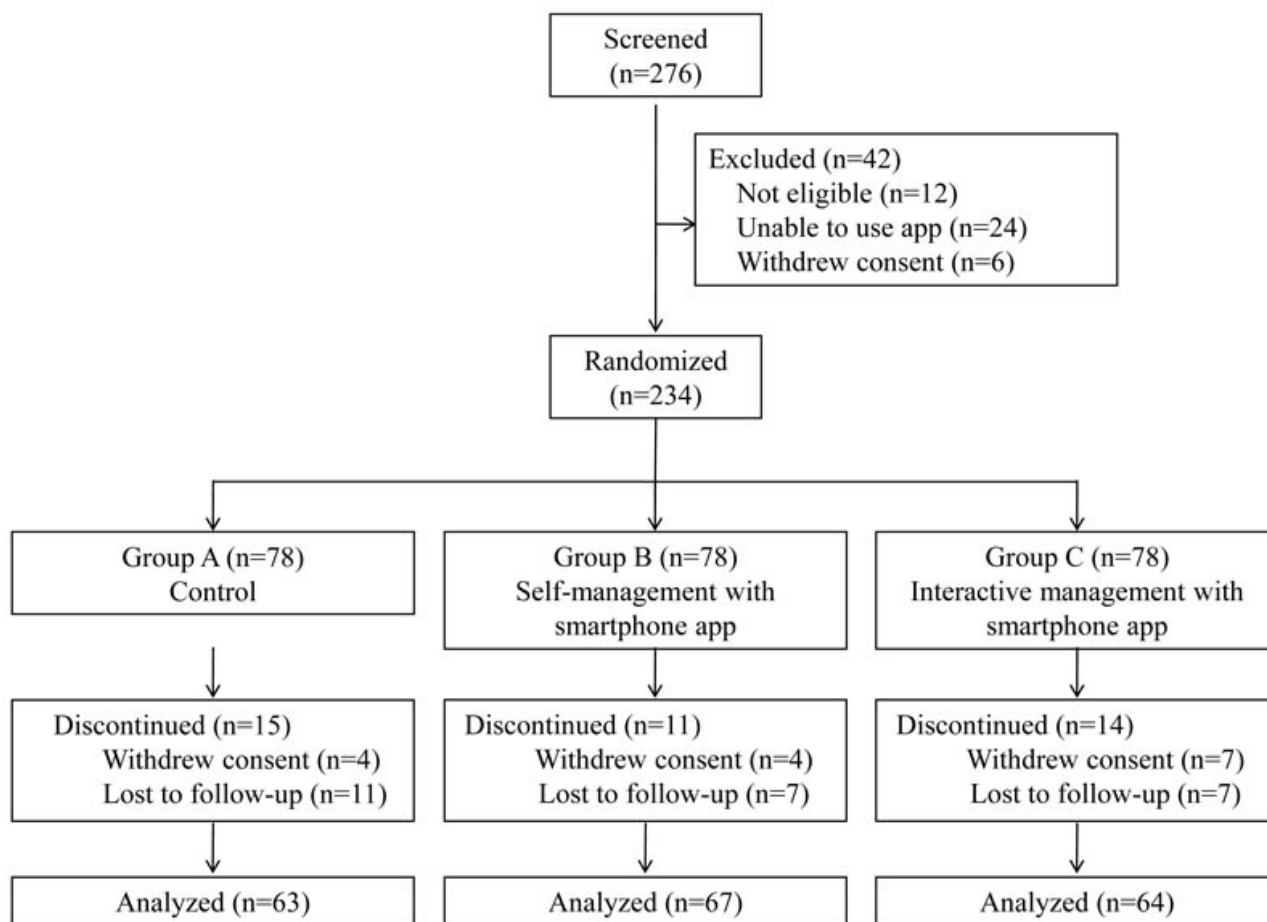 Screened
(n=276)
Excluded (n=42)
Not eligible (n=12)
Unable to use app (n=24)
Withdrew consent (n=6)
Randomized
(n=234)
Group A (n=78)
Control
Group B (n=78)
Self-management with
smartphone app
Group C (n=78)
Interactive management with
smartphone app
Discontinued (n=15)
Withdrew consent (n=4)
Lost to follow-up (n=11)
Discontinued (n=11)
Withdrew consent (n=4)
Lost to follow-up (n=7)
Discontinued (n=14)
Withdrew consent (n=7)
Lost to follow-up (n=7)
Analyzed (n=63)
Analyzed (n=67)
Analyzed (n=64)